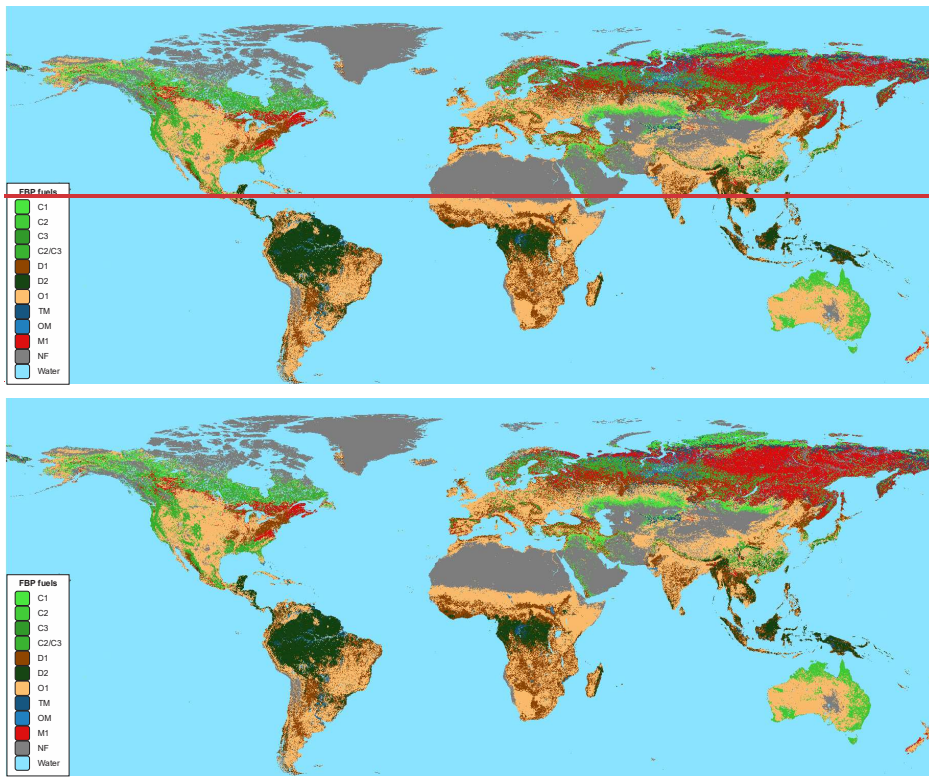 FBP fuels
C1
C2
C3
C2/C3
D1
D2
O1
TM
OM
M1
NF
Water
FBP fuels
C1
C2
C3
C2/C3
D1
D2
O1
TM
OM
M1
NF
Water